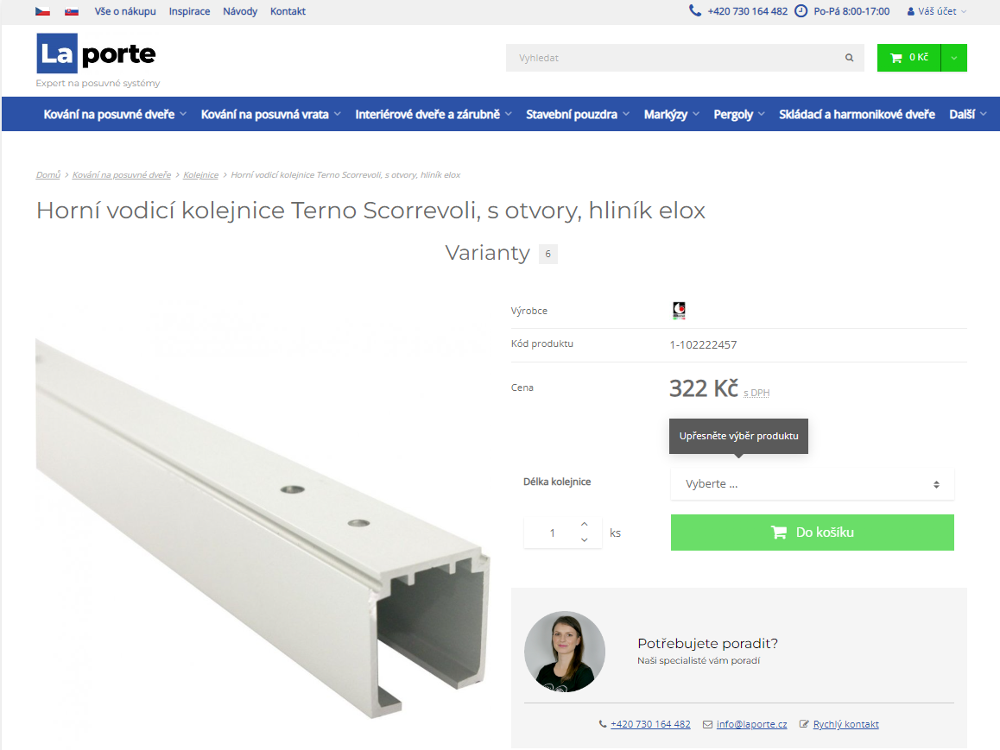 Vše o nákupu Inspirace Návody Kontakt +420 730 164 482 Po-Pá 8:00-17:00 Váš účet
La porte
Expert na posuvné systémy
Vyhledat
0 Kč
Kování na posuvné dveře Kování na posuvná vrata Interiérové dveře a zárubně Stavební pouzdra Markýzy Pergoly Skládací a harmonikové dveře Další
Domů > Kování na posuvné dveře > Kolejnice > Horní vodicí kolejnice Terno Scorrevoli, s otvory, hliník elox
Horní vodicí kolejnice Terno Scorrevoli, s otvory, hliník elox
Varianty 6
Výrobce
Kód produktu 1-102222457
Cena 322 Kč s DPH
Upřesněte výběr produktu
Délka kolejnice Vyberte ...
1 ks Do košíku
Potřebujete poradit?
Naši specialisté vám poradí
+420 730 164 482 info@laporte.cz Rychlý kontakt